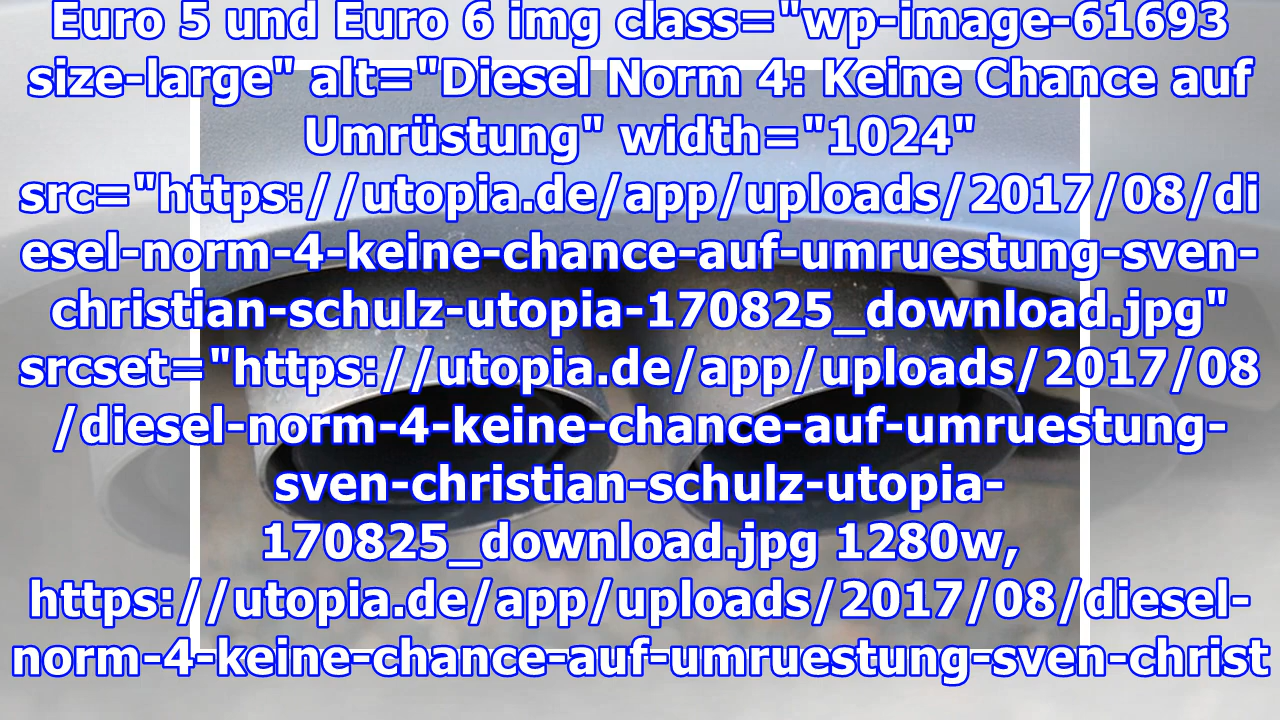 Euro 5 und Euro 6 img class="wp-image-61693
size-large" alt="Diesel Norm 4: Keine Chance auf
Umrüstung" width="1024"
src="https://utopia.de/app/uploads/2017/08/di
esel-norm-4-keine-chance-auf-umruestung-sven-
christian-schulz-utopia-170825_download.jpg"
srcset="https://utopia.de/app/uploads/2017/08
/diesel-norm-4-keine-chance-auf-umruestung-
sven-christian-schulz-utopia-
170825_download.jpg 1280w,
https://utopia.de/app/uploads/2017/08/diesel-
norm-4-keine-chance-auf-umruestung-sven-christ